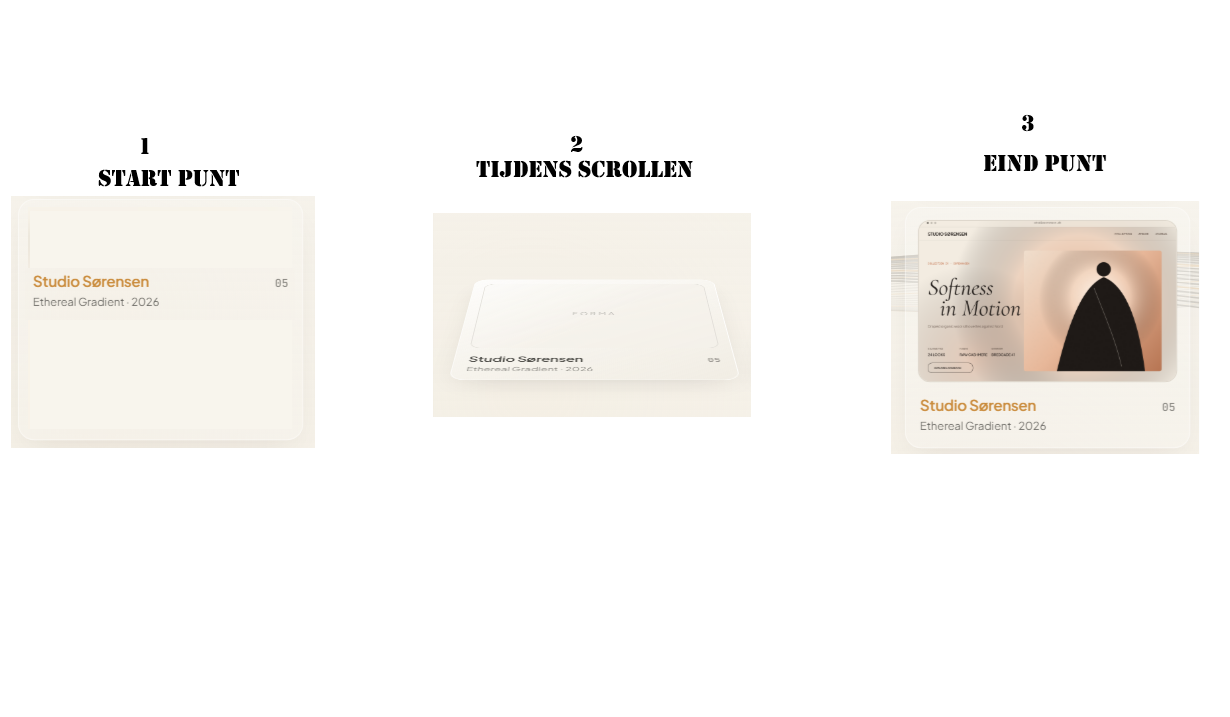 1
START PUNT
Studio Sørensen
05
Ethereal Gradient · 2026
2
TIJDENS SCROLLEN
FORMA
Studio Sørensen
05
Ethereal Gradient · 2026
3
EIND PUNT
STUDIO SØRENSEN
Softness
in Motion
Studio Sørensen
05
Ethereal Gradient · 2026